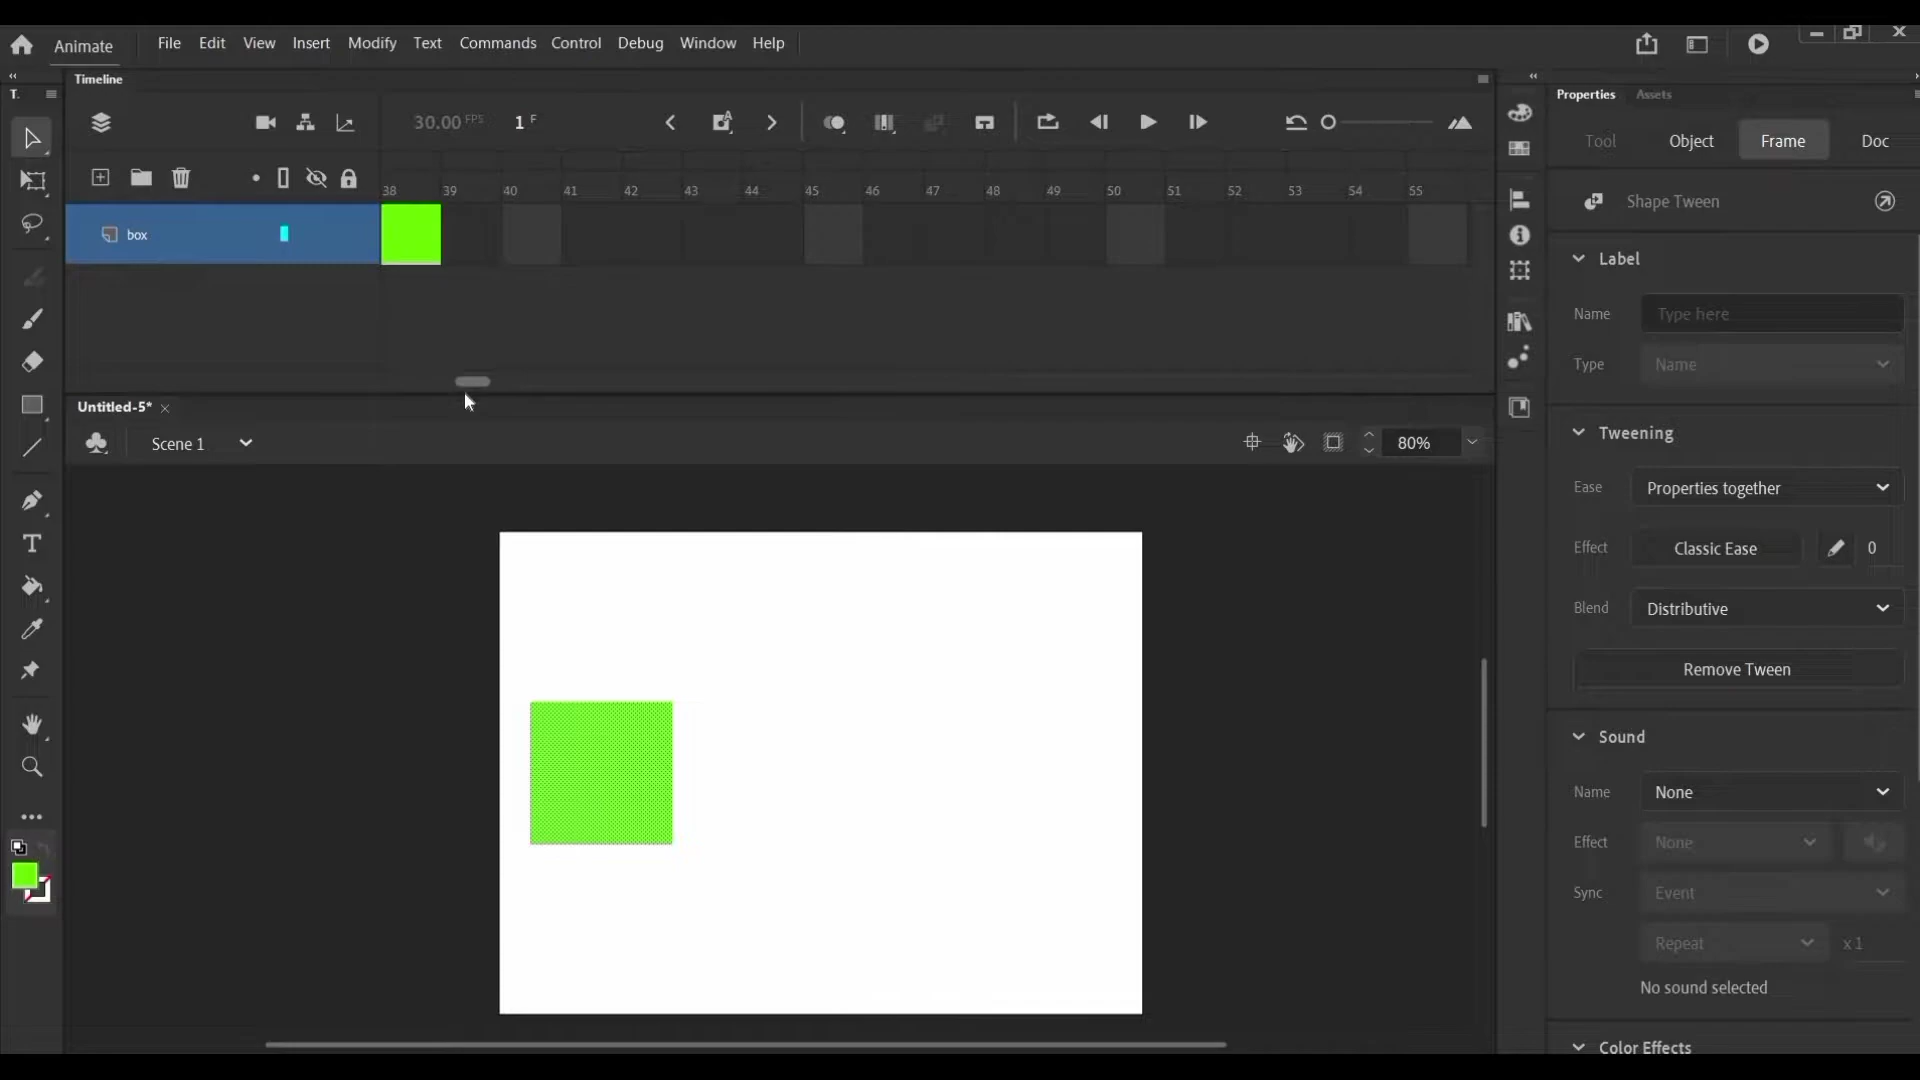 Animate File Edit View Insert Modify Text Commands Control Debug Window Help
T.
Timeline
Properties Assets
30.00 FPS 1 F
Tool Object Frame Doc
38 39 40 41 42 43 44 45 46 47 48 49 50 51 52 53 54 55
box
Shape Tween
Label
Name Type here
Type Name
Untitled-5*
Scene 1
80%
Tweening
Ease Properties together
Effect Classic Ease 0
Blend Distributive
Remove Tween
Sound
Name None
Effect None
Sync Event
Repeat x 1
No sound selected
Color Effects